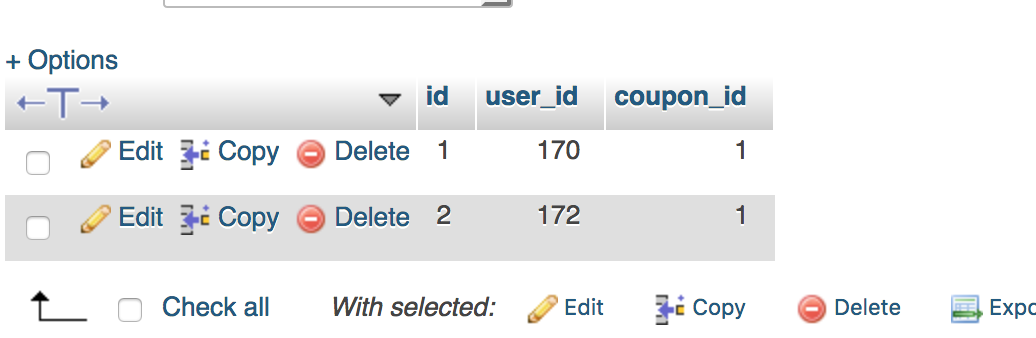 + Options
←T→ id user_id coupon_id
Edit Copy Delete 1 170 1
Edit Copy Delete 2 172 1
Check all With selected: Edit Copy Delete Expo